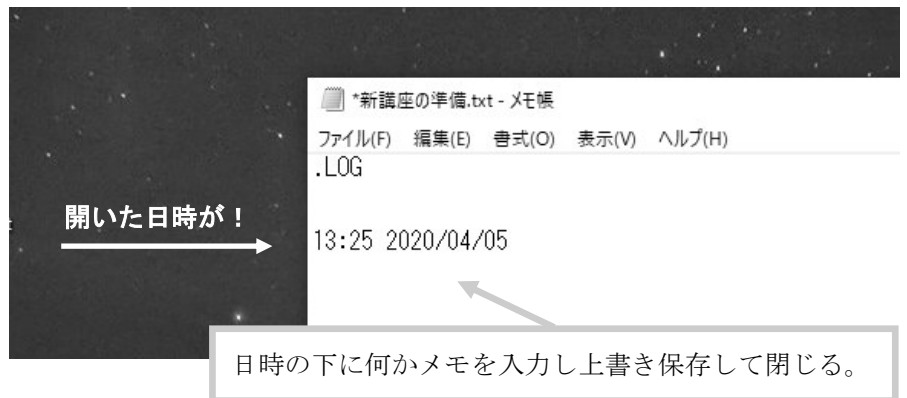 *新講座の準備.txt - メモ帳
ファイル(F) 編集(E) 書式(O) 表示(V) ヘルプ(H)
.LOG
開いた日時が！
13:25 2020/04/05
日時の下に何かメモを入力し上書き保存して閉じる。